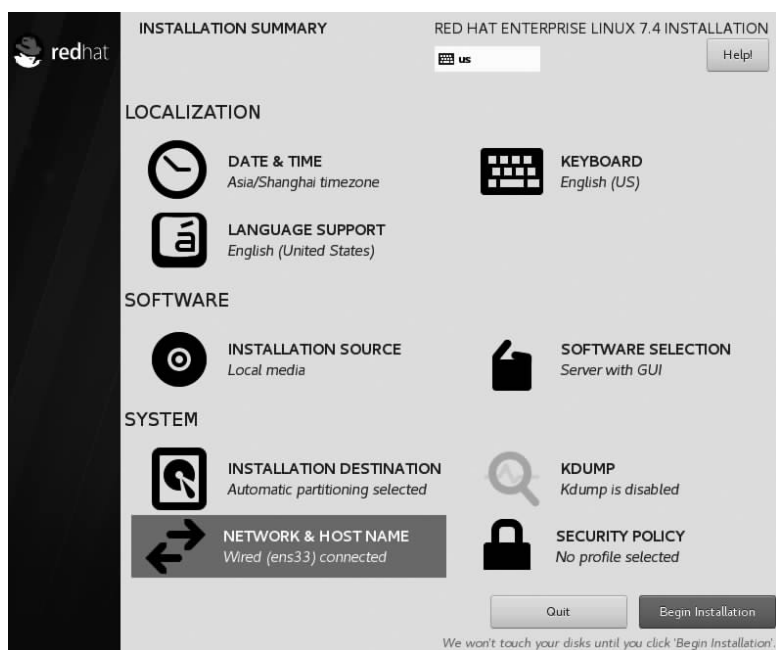 redhat
INSTALLATION SUMMARY
RED HAT ENTERPRISE LINUX 7.4 INSTALLATION
us
Help!
LOCALIZATION
DATE & TIME
Asia/Shanghai timezone
KEYBOARD
English (US)
á
LANGUAGE SUPPORT
English (United States)
SOFTWARE
INSTALLATION SOURCE
Local media
SOFTWARE SELECTION
Server with GUI
SYSTEM
INSTALLATION DESTINATION
Automatic partitioning selected
KDUMP
Kdump is disabled
NETWORK & HOST NAME
Wired (ens33) connected
SECURITY POLICY
No profile selected
Quit
Begin Installation
We won't touch your disks until you click 'Begin Installation'.